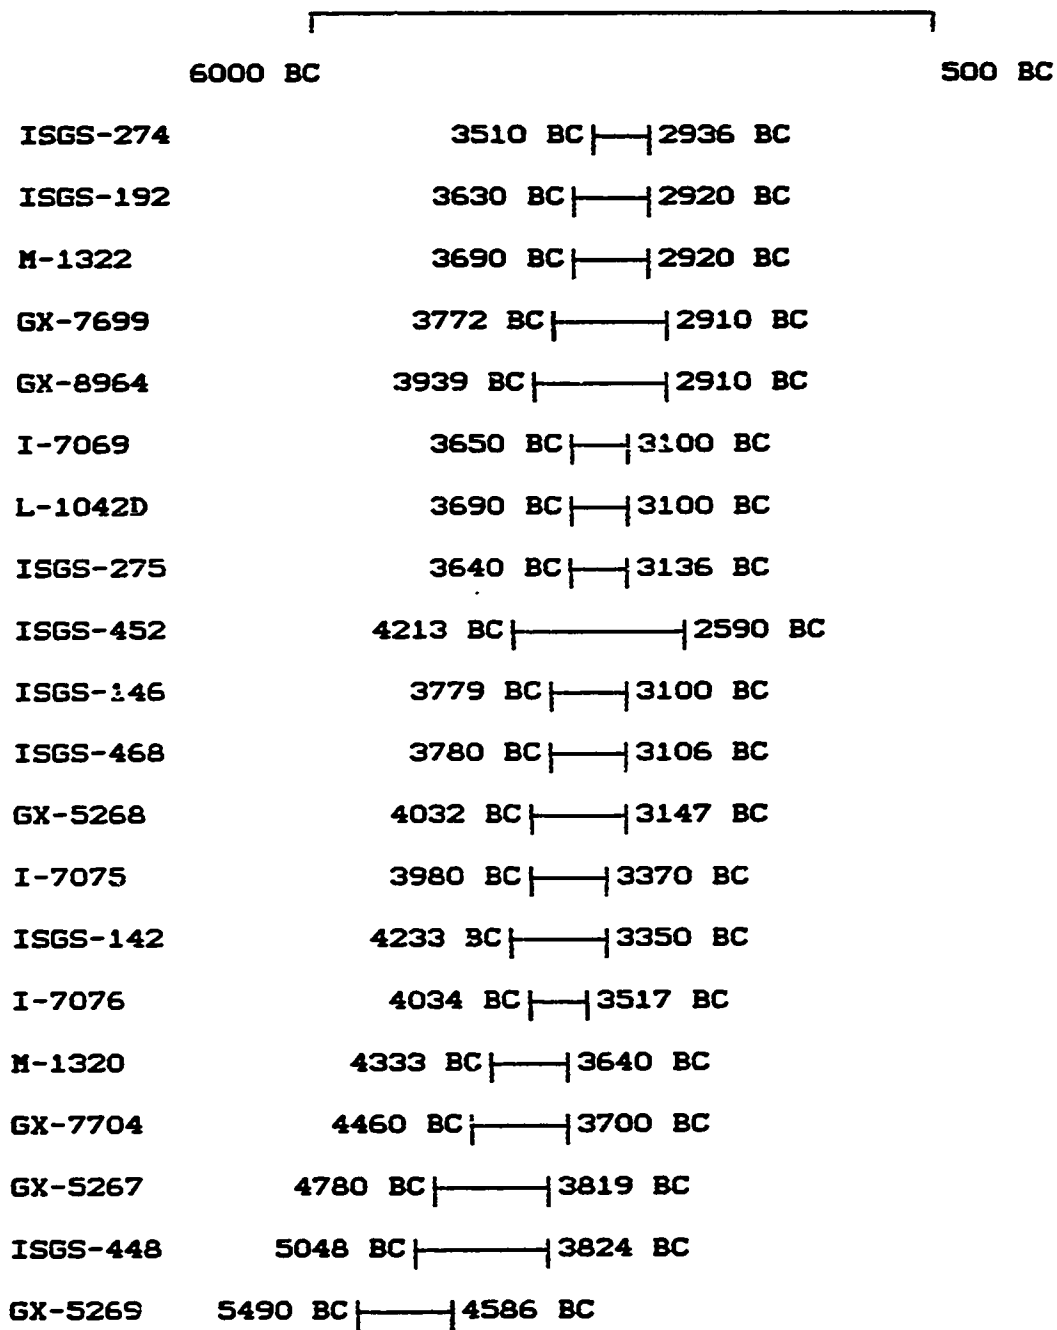 6000 BC 500 BC
ISGS-274 3510 BC 2936 BC
ISGS-192 3630 BC 2920 BC
M-1322 3690 BC 2920 BC
GX-7699 3772 BC 2910 BC
GX-8964 3939 BC 2910 BC
I-7069 3650 BC 3100 BC
L-1042D 3690 BC 3100 BC
ISGS-275 3640 BC 3136 BC
ISGS-452 4213 BC 2590 BC
ISGS-146 3779 BC 3100 BC
ISGS-468 3780 BC 3106 BC
GX-5268 4032 BC 3147 BC
I-7075 3980 BC 3370 BC
ISGS-142 4233 BC 3350 BC
I-7076 4034 BC 3517 BC
M-1320 4333 BC 3640 BC
GX-7704 4460 BC 3700 BC
GX-5267 4780 BC 3819 BC
ISGS-448 5048 BC 3824 BC
GX-5269 5490 BC 4586 BC